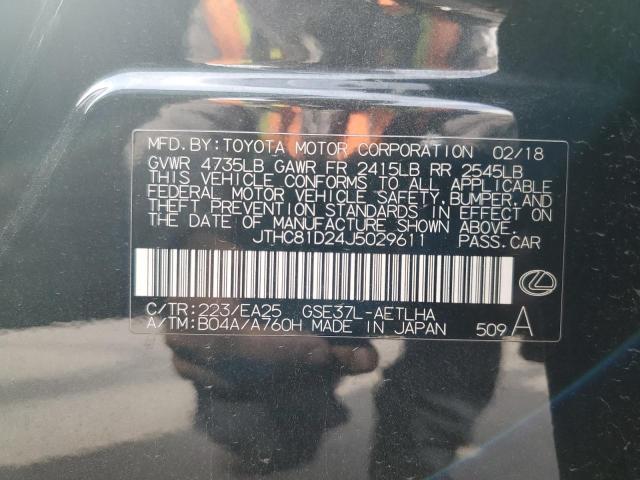 MFD. BY: TOYOTA MOTOR CORPORATION 02/18
GVWR 4735LB GAWR FR 2415LB RR 2545LB
THIS VEHICLE CONFORMS TO ALL APPLICABLE
FEDERAL MOTOR VEHICLE SAFETY, BUMPER, AND
THEFT PREVENTION STANDARDS IN EFFECT ON
THE DATE OF MANUFACTURE SHOWN ABOVE.
JTHC81D24J5029611 PASS. CAR
C/TR: 223/EA25 GSE37L-AETLHA
A/TM: B04A/A760H MADE IN JAPAN 509 A